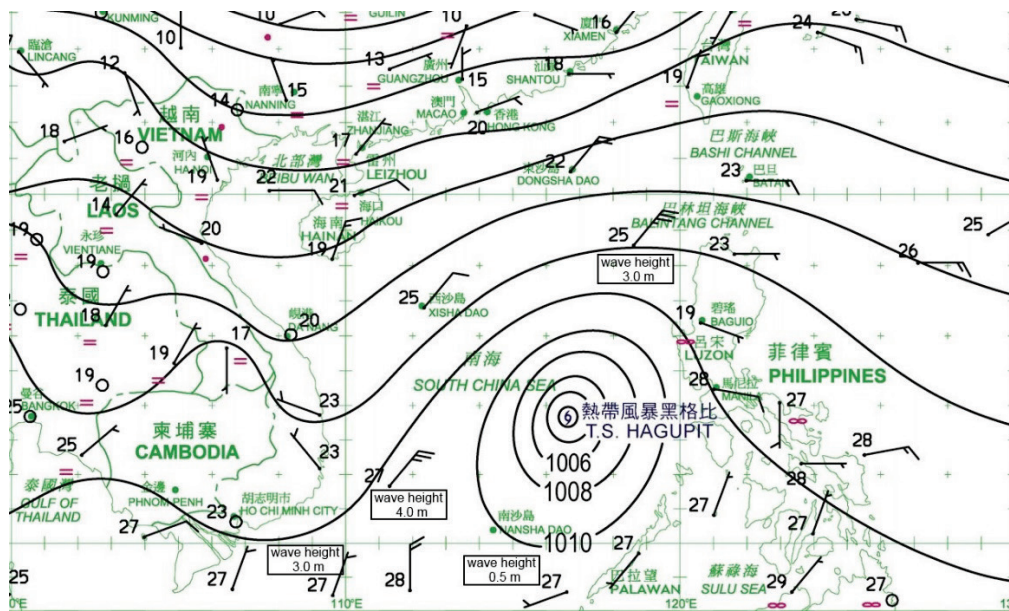 KUNMING
10
10
GUILIN
10
廈
XIAMEN
16
24
臨滄
LINCANG
12
13
廣州
GUANGZHOU
15
汕
SHANTOU
18
19
台灣
TAIWAN
高雄
GAOXIONG
南寧
NANNING
14
15
越南
VIETNAM
18
16
河內
HANOI
19
湛江
ZHANJIANG
17
澳門
MACAO
香港
HONG KONG
20
北部灣
BEIBU WAN
22
雷州
LEIZHOU
21
海口
HAIKOU
海南
HAINAN
19
東沙島
DONGSHA DAO
22
巴斯海峽
BASHI CHANNEL
23
巴旦
BATAN
老撾
LAOS
14
20
19
永珍
VIENTIANE
19
巴林坦海峽
BALINTANG CHANNEL
25
23
25
26
wave height
3.0 m
泰國
THAILAND
18
峴港
DA NANG
20
17
19
25
西沙島
XISHA DAO
碧瑤
BAGUIO
19
呂宋
LUZON
菲律賓
PHILIPPINES
南海
SOUTH CHINA SEA
28
馬尼拉
MANILA
27
19
曼谷
BANGKOK
25
25
23
熱帶風暴黑格比
T.S. HAGUPIT
柬埔寨
CAMBODIA
23
27
1006
1008
1010
28
28
泰國灣
GULF OF
THAILAND
金邊
PHNOM PENH
胡志明市
HO CHI MINH CITY
23
27
wave height
4.0 m
南沙島
NANSHA DAO
27
27
wave height
3.0 m
wave height
0.5 m
25
27
27
28
27
27
巴拉望
PALAWAN
蘇祿海
SULU SEA
29
27
110°E
120°E